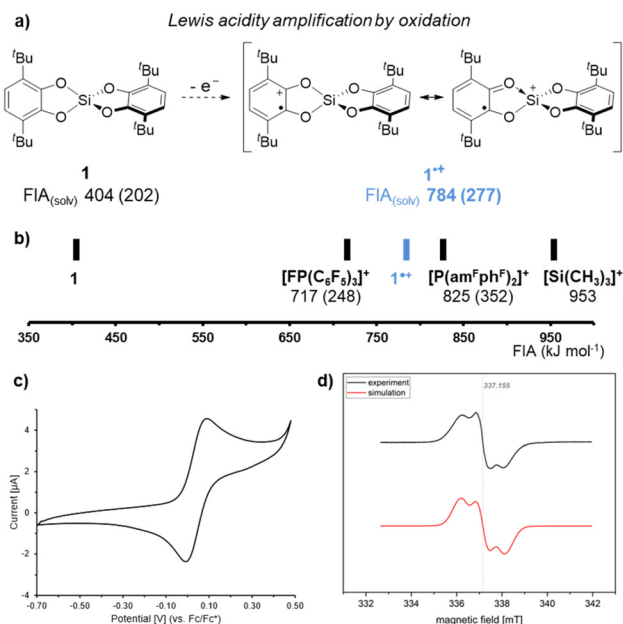 a) Lewis acidity amplification by oxidation
tBu tBu tBu tBu tBu tBu
O O Si O O - e⁻ O O Si O O + • O O Si O O + •
tBu tBu tBu tBu tBu tBu
1 1•+
FIA(solv) 404 (202) FIA(solv) 784 (277)
b)
1 [FP(C6F5)3]+ 1•+ [P(amFphF)2]+ [Si(CH3)3]+
717 (248) 825 (352) 953
350 450 550 650 750 850 950
FIA (kJ mol-1)
c)
Current [µA]
4
2
0
-2
-4
-0.70 -0.50 -0.30 -0.10 0.10 0.30 0.50
Potential [V] (vs. Fc/Fc+)
d)
experiment
simulation
337,155
332 334 336 338 340 342
magnetic field [mT]